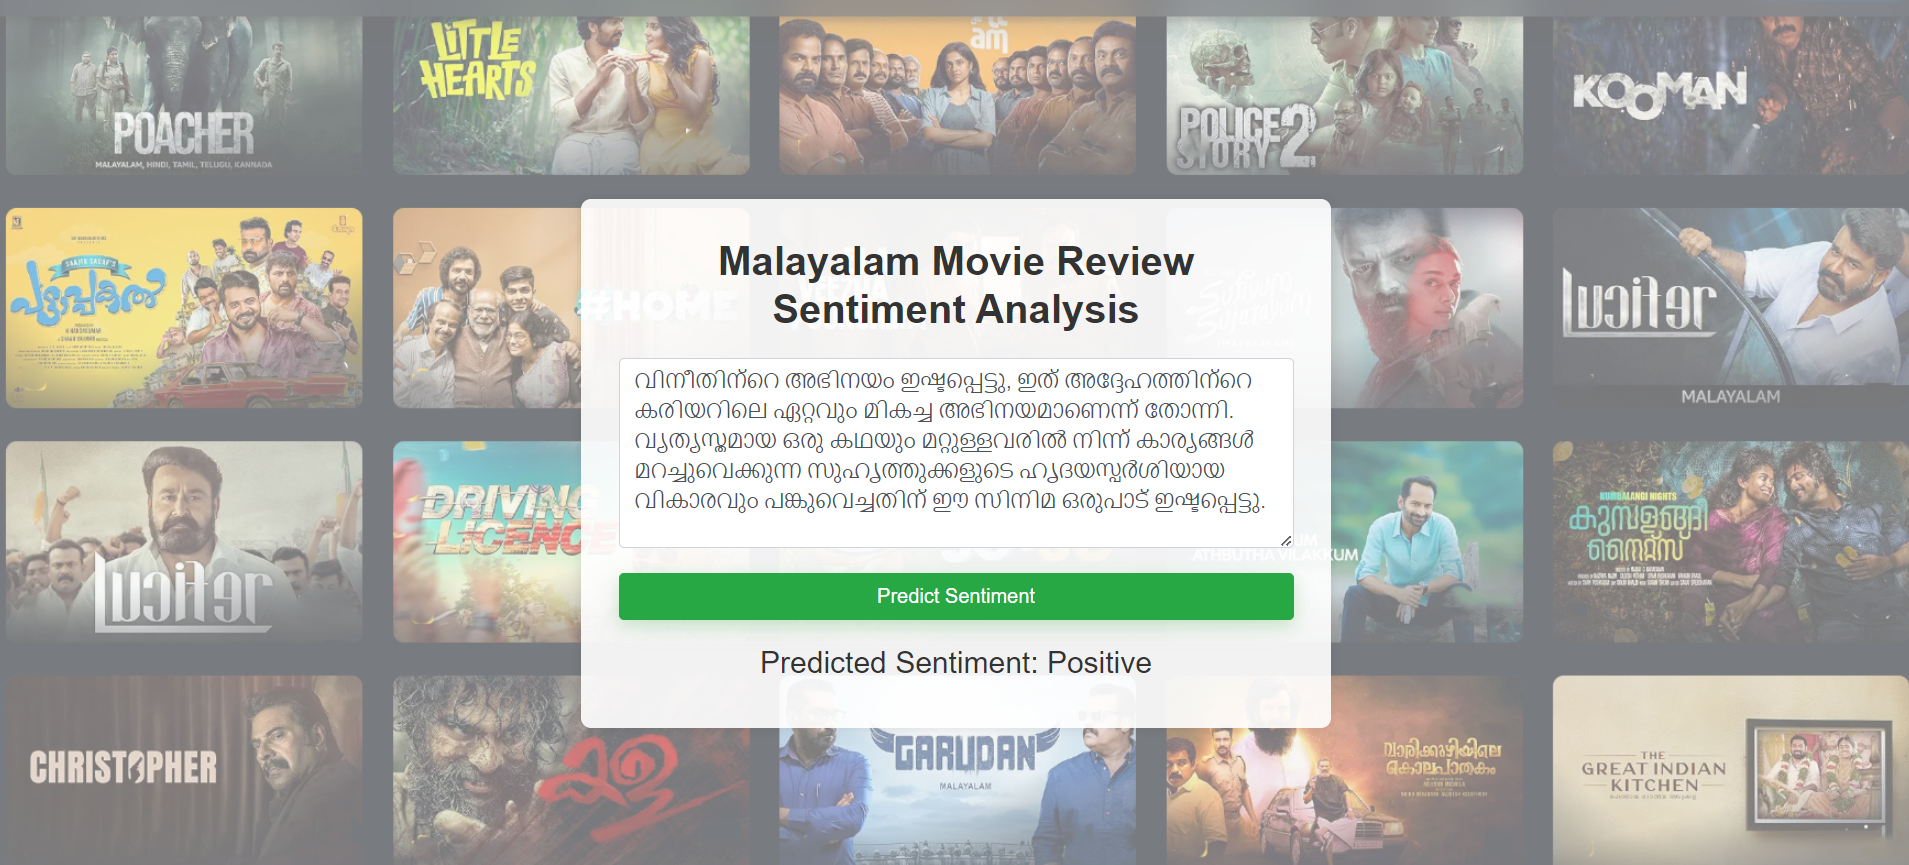 LITTLE
HEARTS
am
POACHER
MALAYALAM, HINDI, TAMIL, TELUGU, KANNADA
POLICE
STORY-2
KOOMAN
#HOME
Lucifer
MALAYALAM
Malayalam Movie Review
Sentiment Analysis
വിനീതിന്റെ അഭിനയം ഇഷ്ടപ്പെട്ടു, ഇത് അദ്ദേഹത്തിന്റെ
കരിയറിലെ ഏറ്റവും മികച്ച അഭിനയമാണെന്ന് തോന്നി.
വ്യത്യസ്തമായ ഒരു കഥയും മറ്റുള്ളവരിൽ നിന്ന് കാര്യങ്ങൾ
മറച്ചുവെക്കുന്ന സുഹൃത്തുക്കളുടെ ഹൃദയസ്പർശിയായ
വികാരവും പങ്കുവെച്ചതിന് ഈ സിനിമ ഒരുപാട് ഇഷ്ടപ്പെട്ടു.
Predict Sentiment
Predicted Sentiment: Positive
Lucifer
DRIVING
LICENCE
UM
ATHBUTHA VILAKKUM
KUMBALANGI NIGHTS
കുമ്പളങ്ങി
നൈറ്റ്സ്
CHRISTOPHER
കള
GARUDAN
MALAYALAM
വാരിക്കുഴിയിലെ
കൊലപാതകം
THE
GREAT INDIAN
KITCHEN